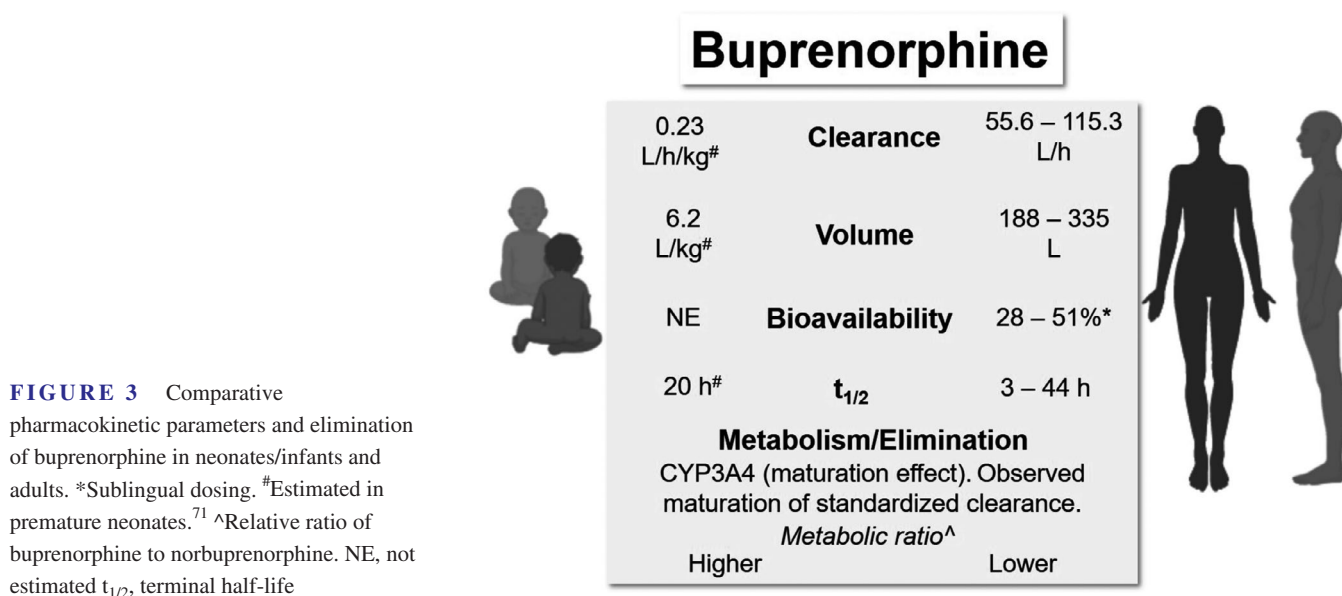 Buprenorphine
0.23
L/h/kg#
Clearance
55.6 – 115.3
L/h
6.2
L/kg#
Volume
188 – 335
L
NE
Bioavailability
28 – 51%*
20 h#
t1/2
3 – 44 h
Metabolism/Elimination
CYP3A4 (maturation effect). Observed
maturation of standardized clearance.
Metabolic ratio^
Higher
Lower
FIGURE 3 Comparative
pharmacokinetic parameters and elimination
of buprenorphine in neonates/infants and
adults. *Sublingual dosing. #Estimated in
premature neonates.71 ^Relative ratio of
buprenorphine to norbuprenorphine. NE, not
estimated t1/2, terminal half-life